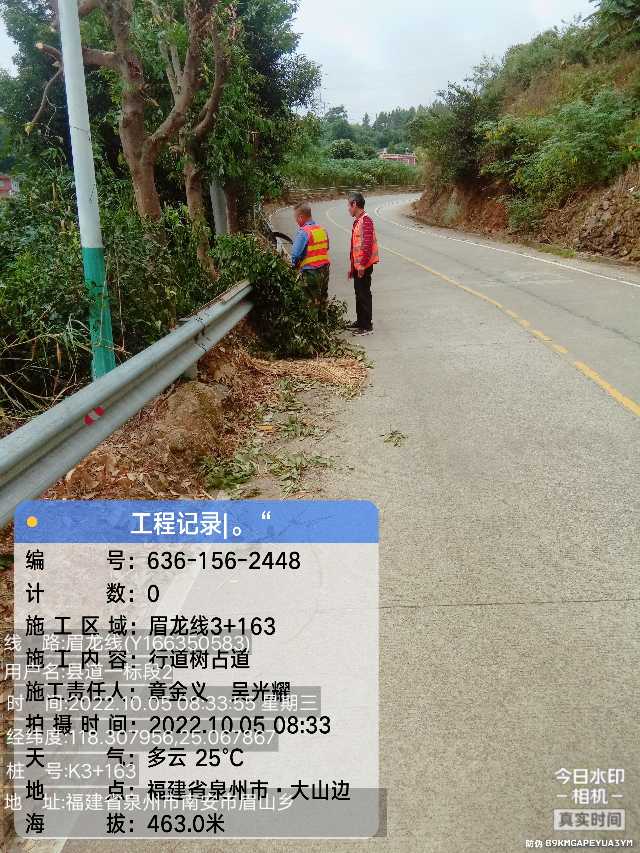 工程记录|。“
编号：636-156-2448
计数：0
施工区域：眉龙线3+163
线 路:眉龙线(Y166350583)
施工内容：行道树占道
用户名:县道一标段2
施工责任人：章金义 吴光耀
时 间:2022.10.05 08:33:55 星期三
拍摄时间：2022.10.05 08:33
经纬度:118.307956,25.067867
天气：多云 25℃
桩 号:K3+163
地点：福建省泉州市·大山边
地 址:福建省泉州市南安市眉山乡
海拔：463.0米
今日水印
相机
真实时间
防伪 B9KMGAPEYUA3YM